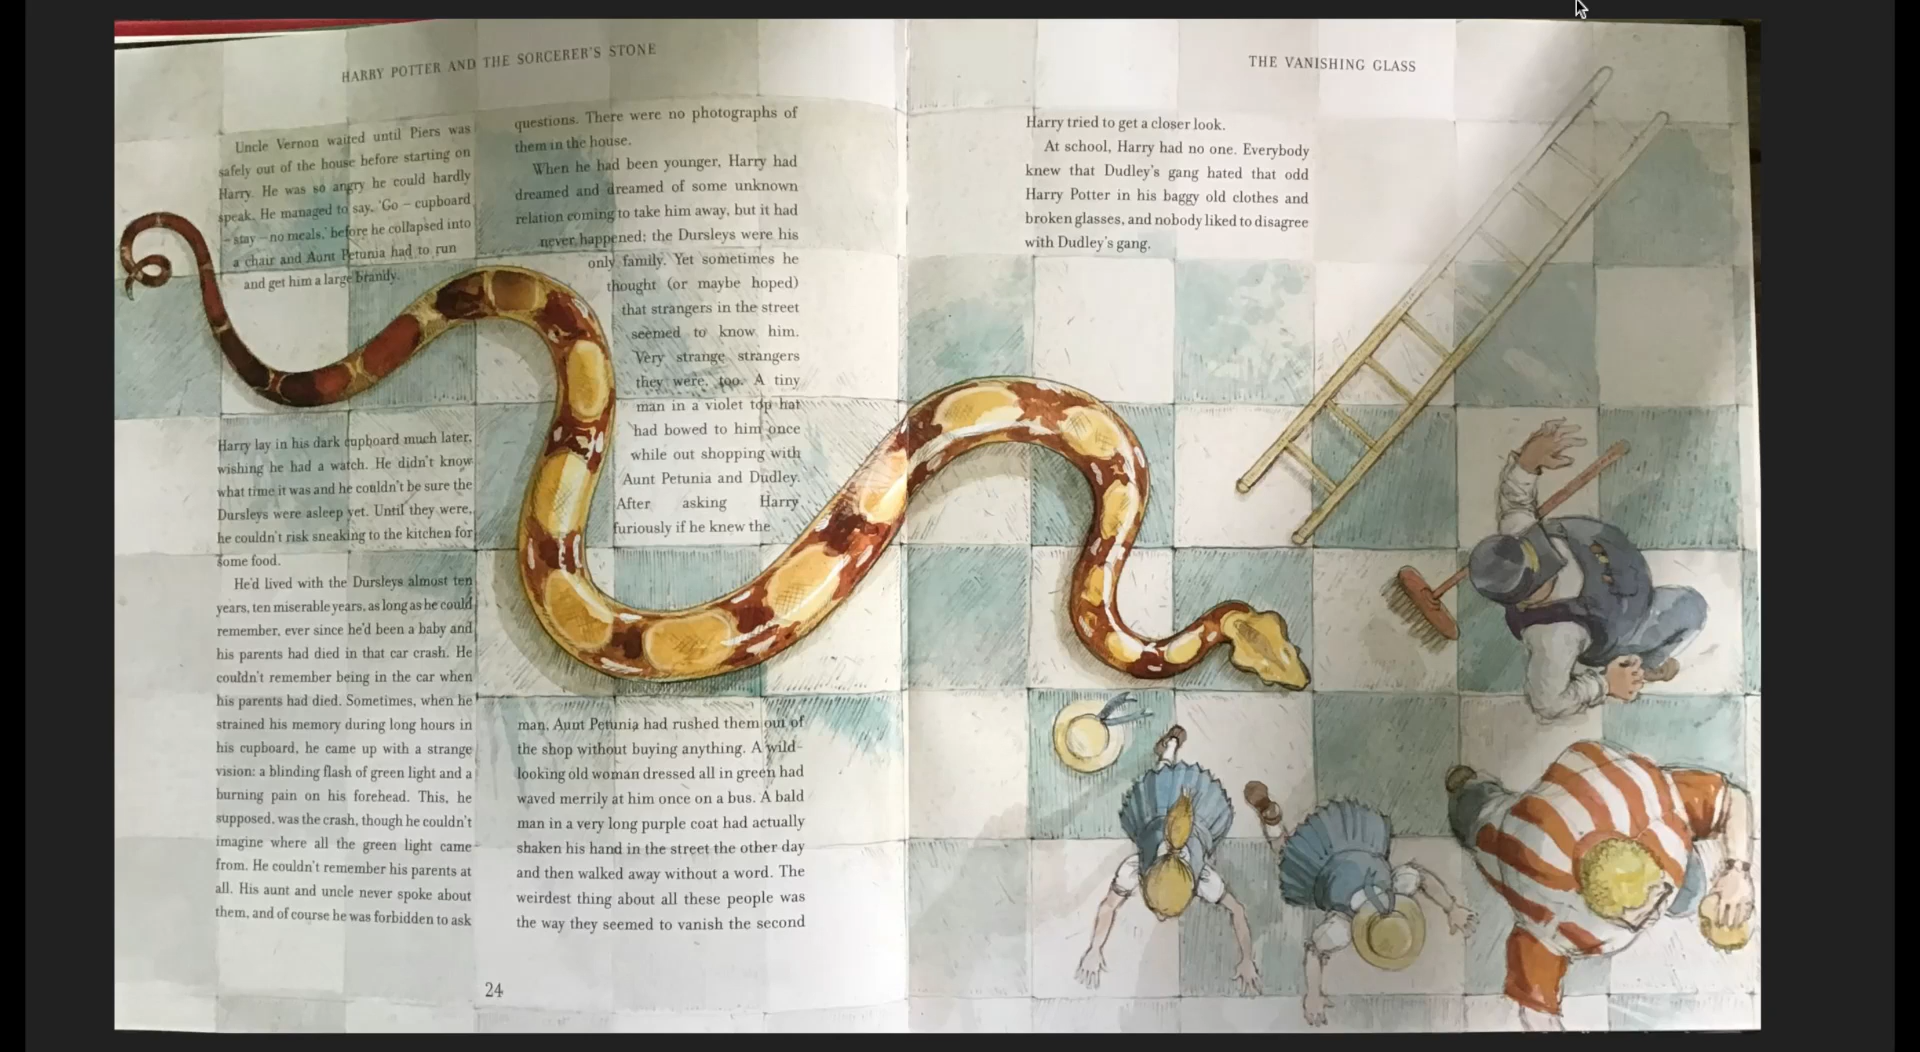 HARRY POTTER AND THE SORCERER'S STONE
Uncle Vernon waited until Piers was
safely out of the house before starting on
Harry. He was so angry he could hardly
speak. He managed to say, 'Go – cupboard
– stay – no meals,' before he collapsed into
a chair and Aunt Petunia had to run
and get him a large brandy.
Harry lay in his dark cupboard much later,
wishing he had a watch. He didn't know
what time it was and he couldn't be sure the
Dursleys were asleep yet. Until they were,
he couldn't risk sneaking to the kitchen for
some food.
He'd lived with the Dursleys almost ten
years, ten miserable years, as long as he could
remember, ever since he'd been a baby and
his parents had died in that car crash. He
couldn't remember being in the car when
his parents had died. Sometimes, when he
strained his memory during long hours in
his cupboard, he came up with a strange
vision: a blinding flash of green light and a
burning pain on his forehead. This, he
supposed, was the crash, though he couldn't
imagine where all the green light came
from. He couldn't remember his parents at
all. His aunt and uncle never spoke about
them, and of course he was forbidden to ask
questions. There were no photographs of
them in the house.
When he had been younger, Harry had
dreamed and dreamed of some unknown
relation coming to take him away, but it had
never happened; the Dursleys were his
only family. Yet sometimes he
thought (or maybe hoped)
that strangers in the street
seemed to know him.
Very strange strangers
they were, too. A tiny
man in a violet top hat
had bowed to him once
while out shopping with
Aunt Petunia and Dudley.
After asking Harry
furiously if he knew the
man, Aunt Petunia had rushed them out of
the shop without buying anything. A wild-
looking old woman dressed all in green had
waved merrily at him once on a bus. A bald
man in a very long purple coat had actually
shaken his hand in the street the other day
and then walked away without a word. The
weirdest thing about all these people was
the way they seemed to vanish the second
24
THE VANISHING GLASS
Harry tried to get a closer look.
At school, Harry had no one. Everybody
knew that Dudley's gang hated that odd
Harry Potter in his baggy old clothes and
broken glasses, and nobody liked to disagree
with Dudley's gang.